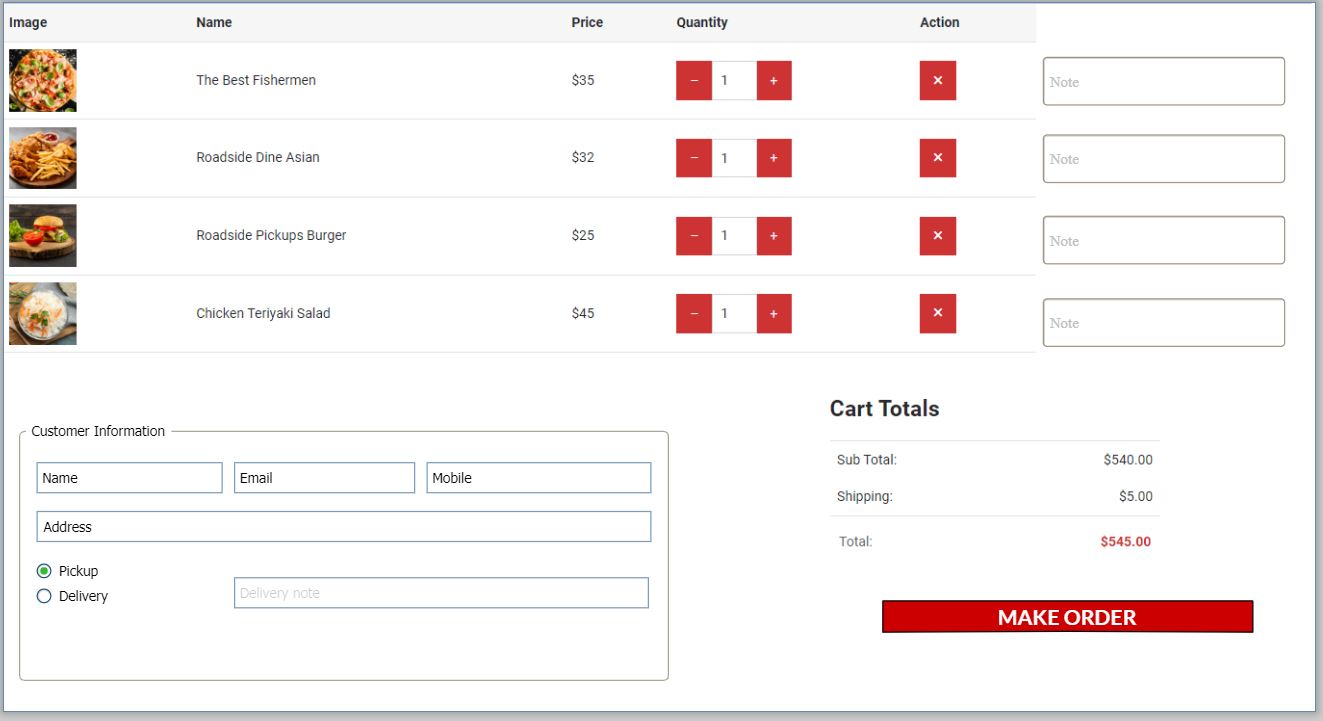 Image Name Price Quantity Action
The Best Fishermen $35 − 1 + × Note
Roadside Dine Asian $32 − 1 + × Note
Roadside Pickups Burger $25 − 1 + × Note
Chicken Teriyaki Salad $45 − 1 + × Note
Customer Information
Name Email Mobile
Address
Pickup
Delivery
Delivery note
Cart Totals
Sub Total: $540.00
Shipping: $5.00
Total: $545.00
MAKE ORDER